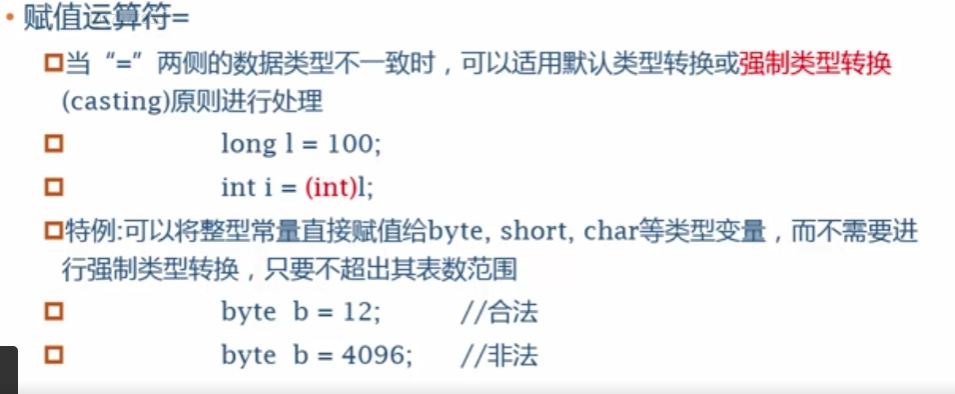 • 赋值运算符=
当“=”两侧的数据类型不一致时，可以适用默认类型转换或强制类型转换
(casting)原则进行处理
long l = 100;
int i = (int)l;
特例:可以将整型常量直接赋值给byte, short, char等类型变量，而不需要进
行强制类型转换，只要不超出其表数范围
byte b = 12; //合法
byte b = 4096; //非法